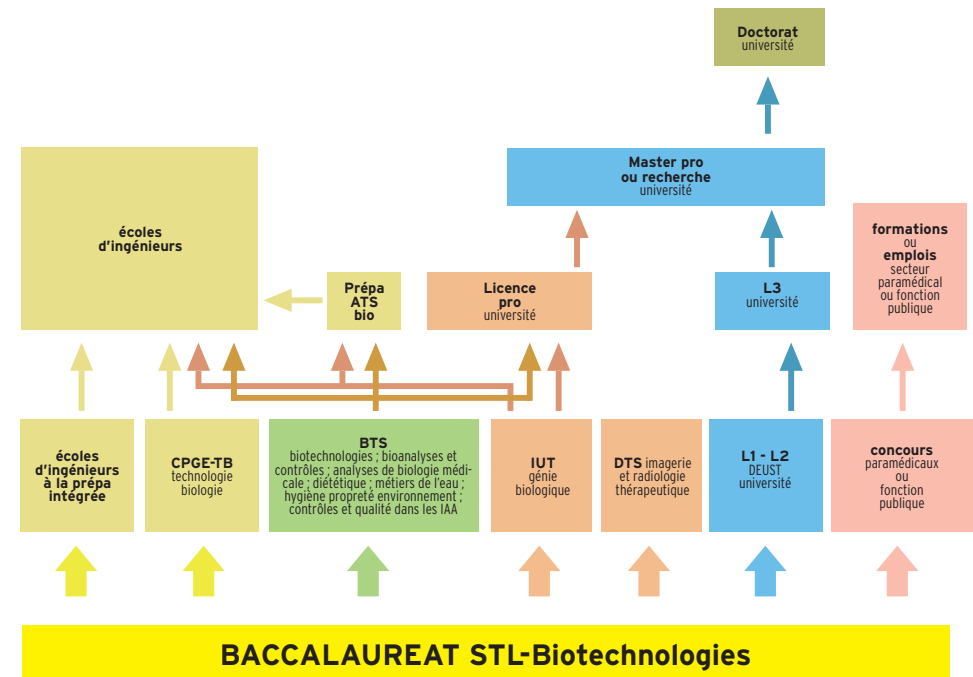 Doctorat
université
Master pro
ou recherche
université
écoles
d'ingénieurs
Prépa
ATS
bio
Licence
pro
université
L3
université
formations
ou
emplois
secteur
paramédical
ou fonction
publique
écoles
d'ingénieurs
à la prépa
intégrée
CPGE-TB
technologie
biologie
BTS
biotechnologies ; bioanalyses et
contrôles ; analyses de biologie médi-
cale ; diététique ; métiers de l'eau ;
hygiène propreté environnement ;
contrôles et qualité dans les IAA
IUT
génie
biologique
DTS imagerie
et radiologie
thérapeutique
L1 - L2
DEUST
université
concours
paramédicaux
ou
fonction
publique
BACCALAUREAT STL-Biotechnologies